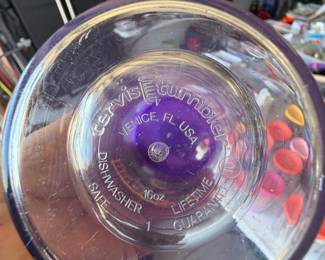 tervis tumbler
VENICE, FL USA
DISHWASHER
SAFE
16oz
1
LIFETIME
GUARANTEE